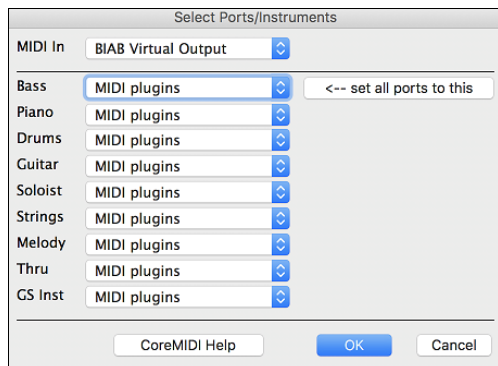 Select Ports/Instruments
MIDI In BIAB Virtual Output
Bass MIDI plugins <-- set all ports to this
Piano MIDI plugins
Drums MIDI plugins
Guitar MIDI plugins
Soloist MIDI plugins
Strings MIDI plugins
Melody MIDI plugins
Thru MIDI plugins
GS Inst MIDI plugins
CoreMIDI Help OK Cancel